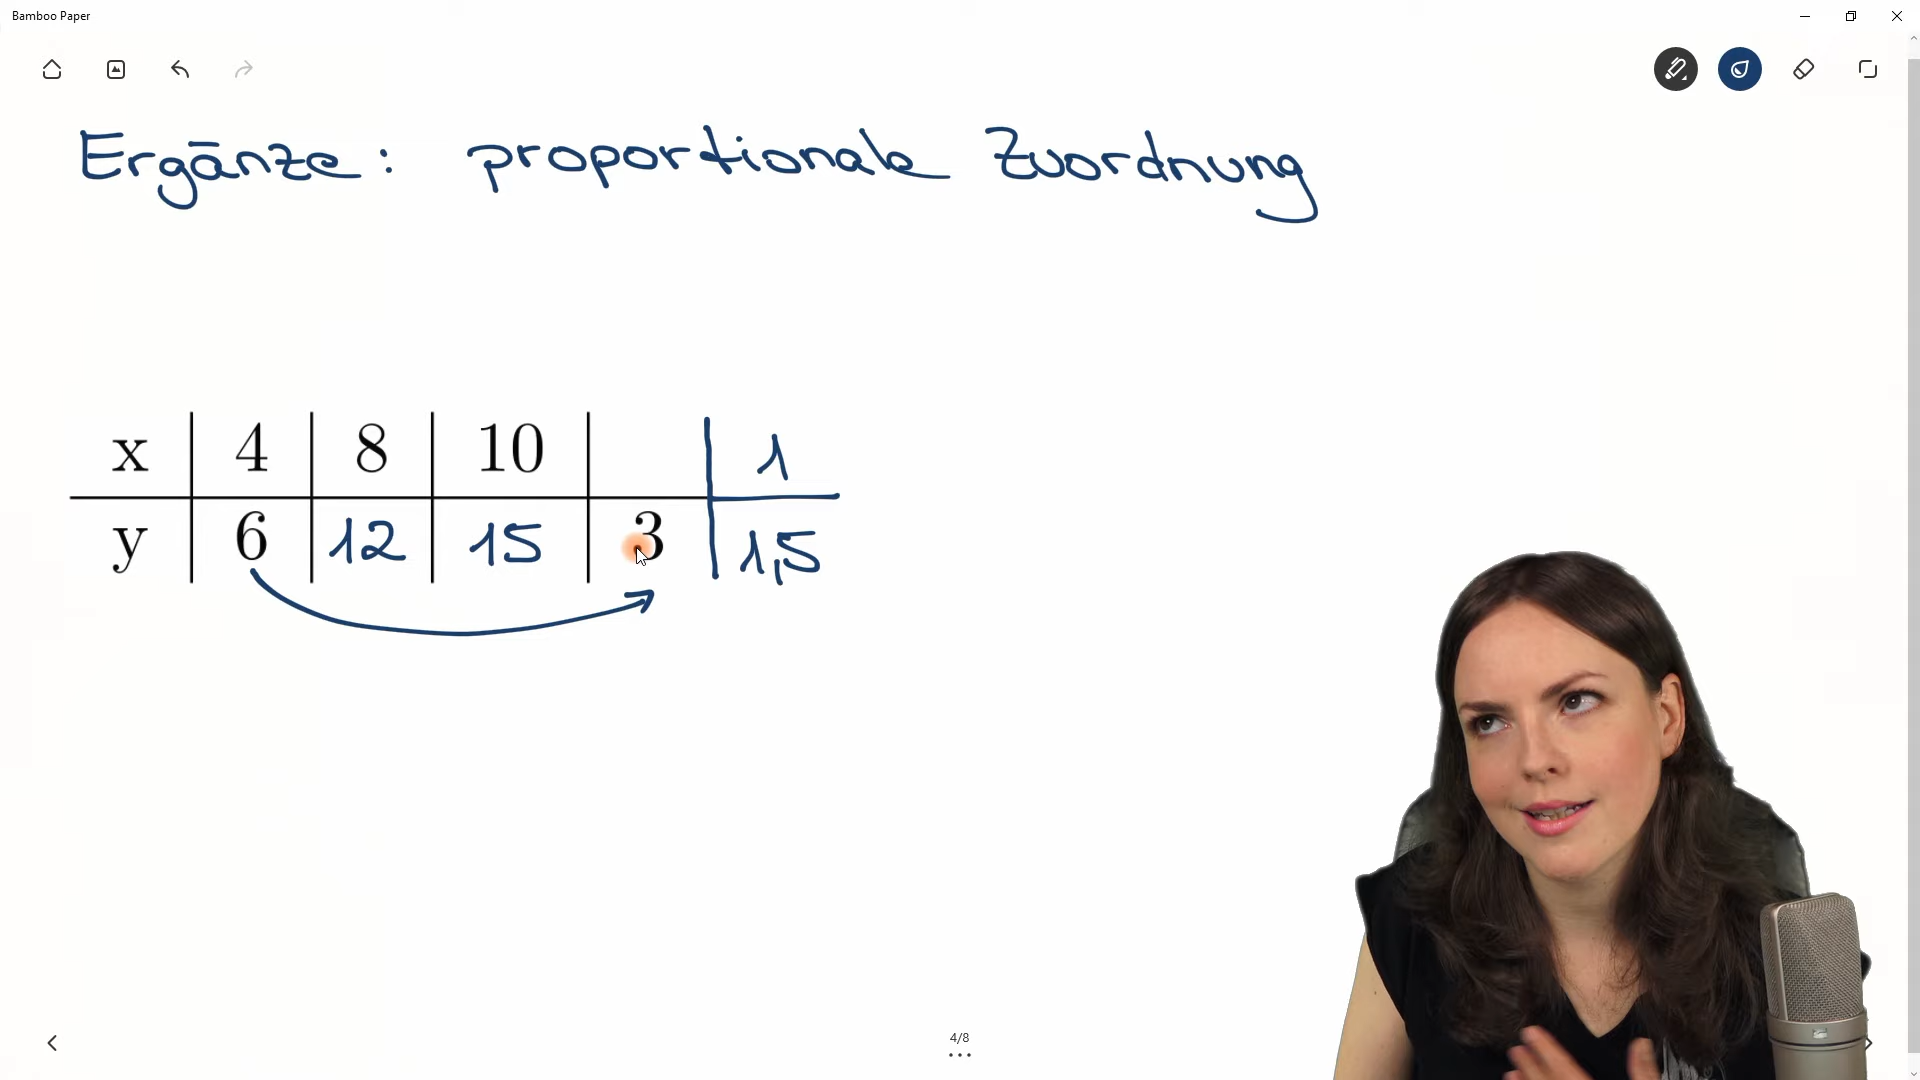 Bamboo Paper
Ergänze: proportionale Zuordnung
x 4 8 10 1
y 6 12 15 3 1,5
4/8